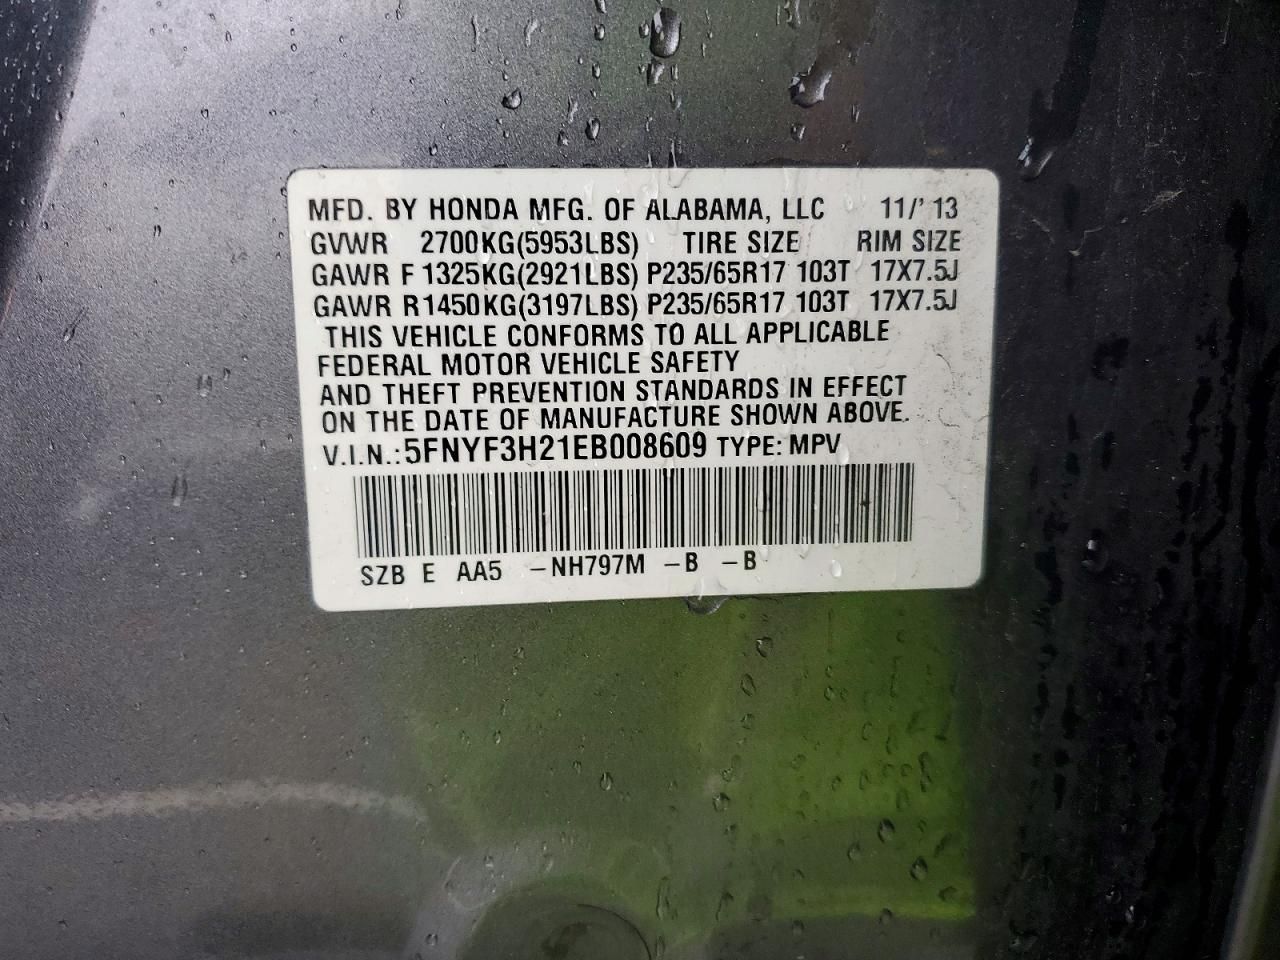 MFD. BY HONDA MFG. OF ALABAMA, LLC 11/'13
GVWR 2700KG(5953LBS) TIRE SIZE RIM SIZE
GAWR F 1325KG(2921LBS) P235/65R17 103T 17X7.5J
GAWR R 1450KG(3197LBS) P235/65R17 103T 17X7.5J
THIS VEHICLE CONFORMS TO ALL APPLICABLE
FEDERAL MOTOR VEHICLE SAFETY
AND THEFT PREVENTION STANDARDS IN EFFECT
ON THE DATE OF MANUFACTURE SHOWN ABOVE.
V.I.N.: 5FNYF3H21EB008609 TYPE: MPV
SZB E AA5 -NH797M -B -B